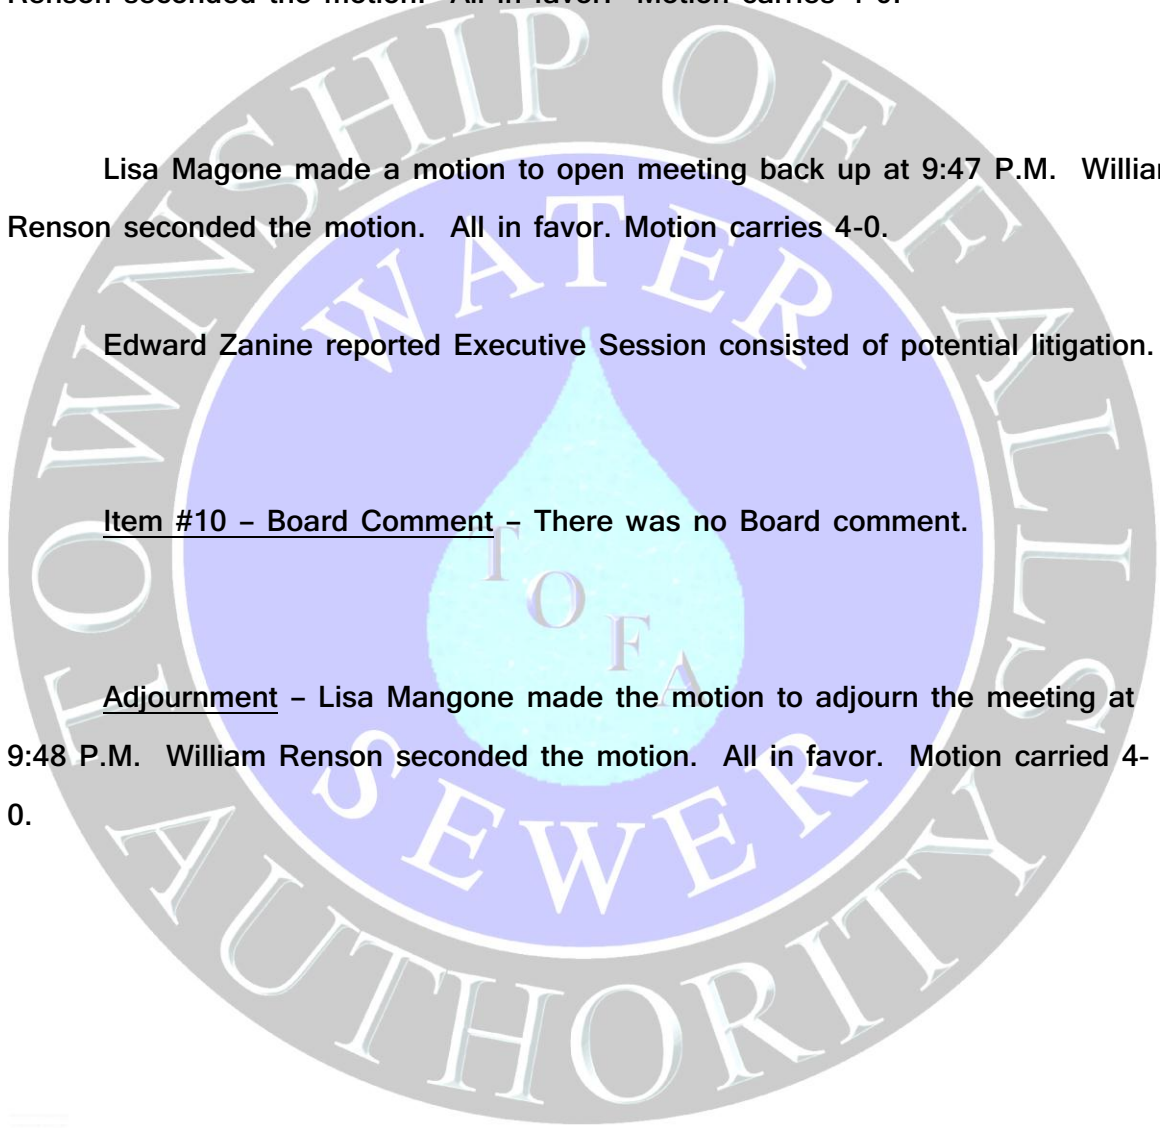 Renson seconded the motion. All in favor. Motion carries 4-0.
Lisa Magone made a motion to open meeting back up at 9:47 P.M. William
Renson seconded the motion. All in favor. Motion carries 4-0.
Edward Zanine reported Executive Session consisted of potential litigation.
Item #10 – Board Comment – There was no Board comment.
Adjournment – Lisa Mangone made the motion to adjourn the meeting at
9:48 P.M. William Renson seconded the motion. All in favor. Motion carried 4-
0.
TOWNSHIP OF FALLS
AUTHORITY
WATER
SEWER
TOFA